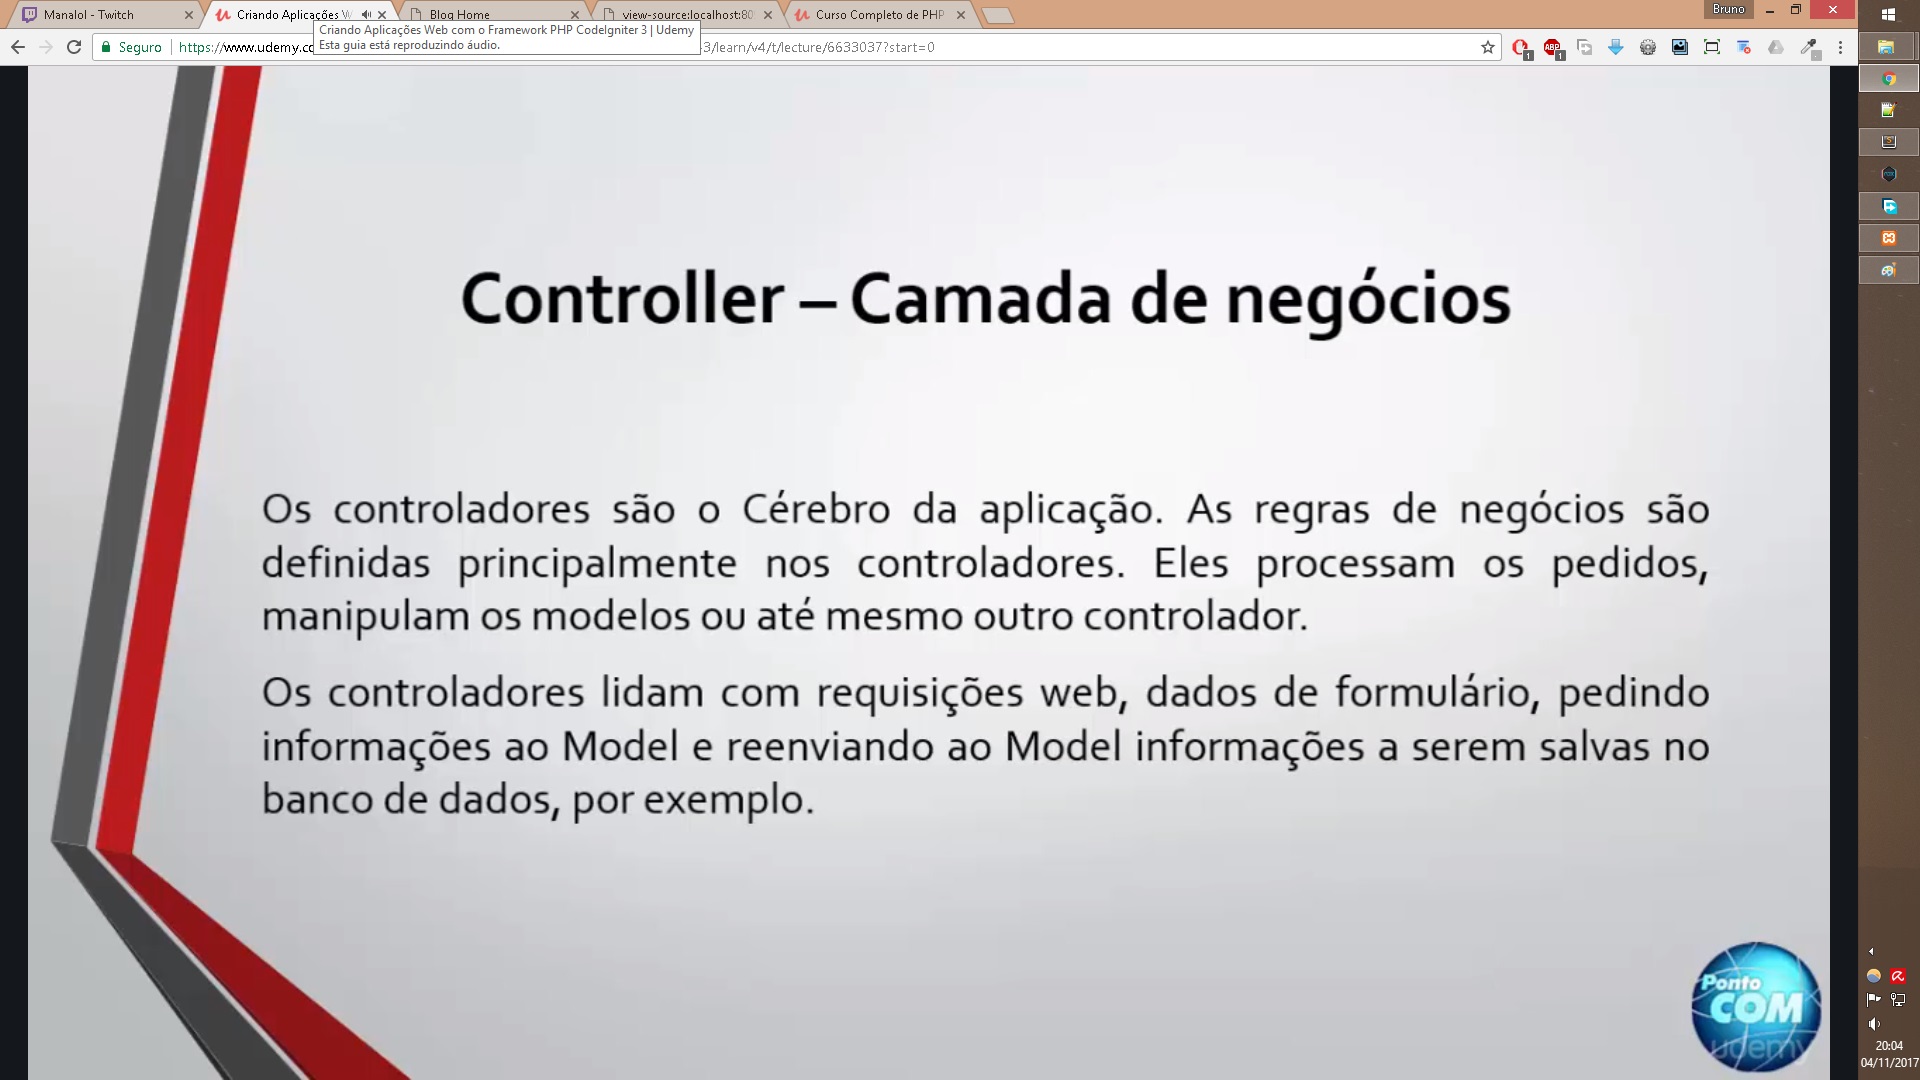 Manalol - Twitch
Criando Aplicações W
Blog Home
view-source:localhost:80
Curso Completo de PHP
Bruno
Criando Aplicações Web com o Framework PHP CodeIgniter 3 | Udemy
Esta guia está reproduzindo áudio.
Seguro
https://www.udemy.co
-3/learn/v4/t/lecture/6633037?start=0
1
ABP
1
Controller – Camada de negócios
Os controladores são o Cérebro da aplicação. As regras de negócios são
definidas principalmente nos controladores. Eles processam os pedidos,
manipulam os modelos ou até mesmo outro controlador.
Os controladores lidam com requisições web, dados de formulário, pedindo
informações ao Model e reenviando ao Model informações a serem salvas no
banco de dados, por exemplo.
Ponto
COM
udemy
20:04
04/11/2017